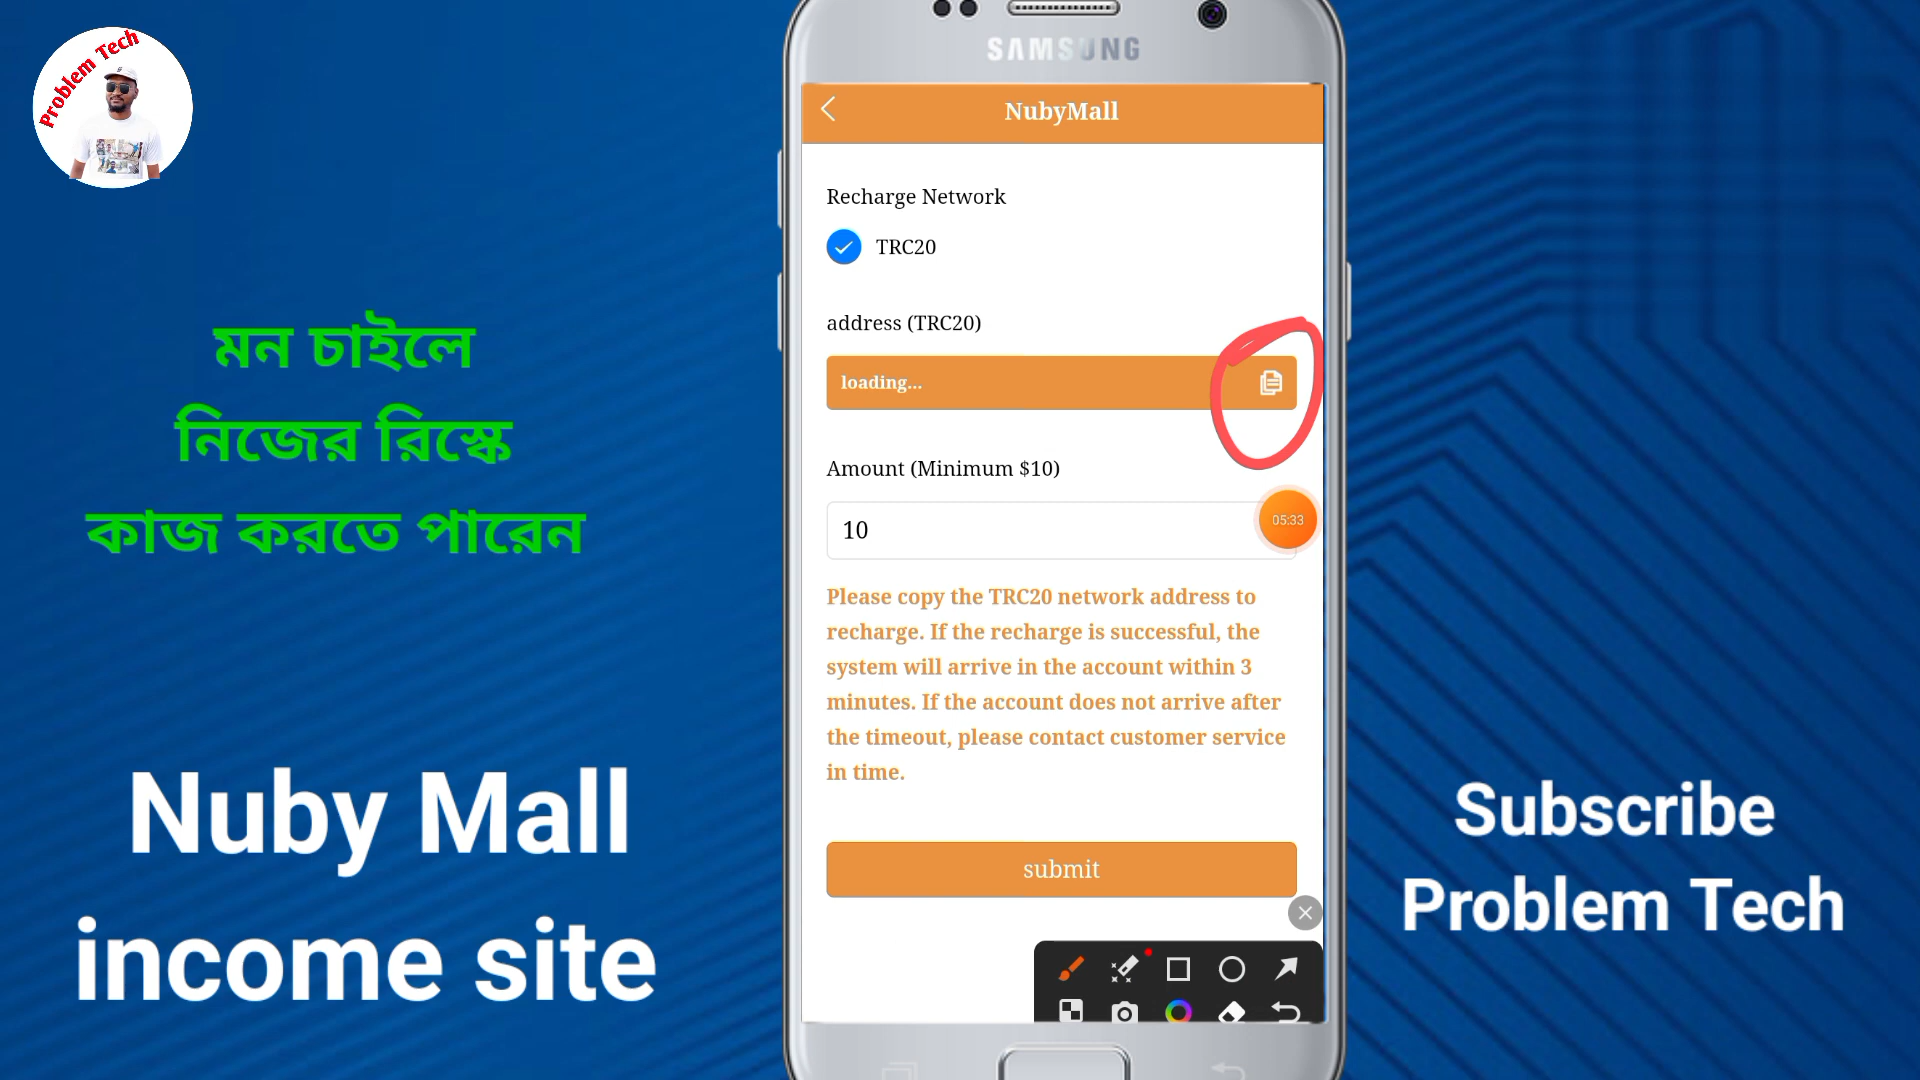 Problem Tech
মন চাইলে
নিজের রিস্কে
কাজ করতে পারেন
Nuby Mall
income site
SAMSUNG
NubyMall
Recharge Network
TRC20
address (TRC20)
loading...
Amount (Minimum $10)
10
05:33
Please copy the TRC20 network address to
recharge. If the recharge is successful, the
system will arrive in the account within 3
minutes. If the account does not arrive after
the timeout, please contact customer service
in time.
submit
Subscribe
Problem Tech